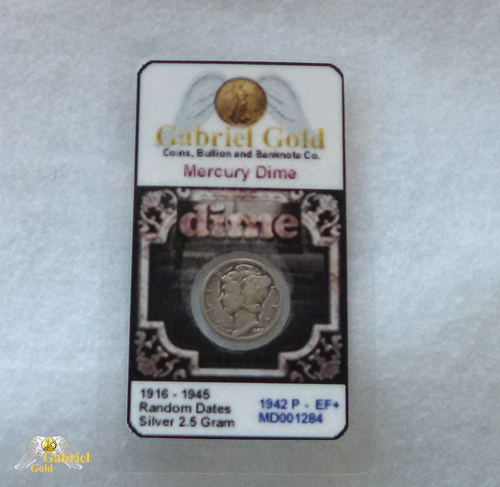 Gabriel Gold
Coins, Bullion and Banknote Co.
Mercury Dime
dime
1916 - 1945
Random Dates
Silver 2.5 Gram
1942 P - EF+
MD001284
Gabriel
Gold